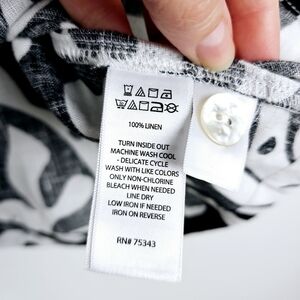 100% LINEN
TURN INSIDE OUT
MACHINE WASH COOL
- DELICATE CYCLE
WASH WITH LIKE COLORS
ONLY NON-CHLORINE
BLEACH WHEN NEEDED
LINE DRY
LOW IRON IF NEEDED
IRON ON REVERSE
RN# 75343